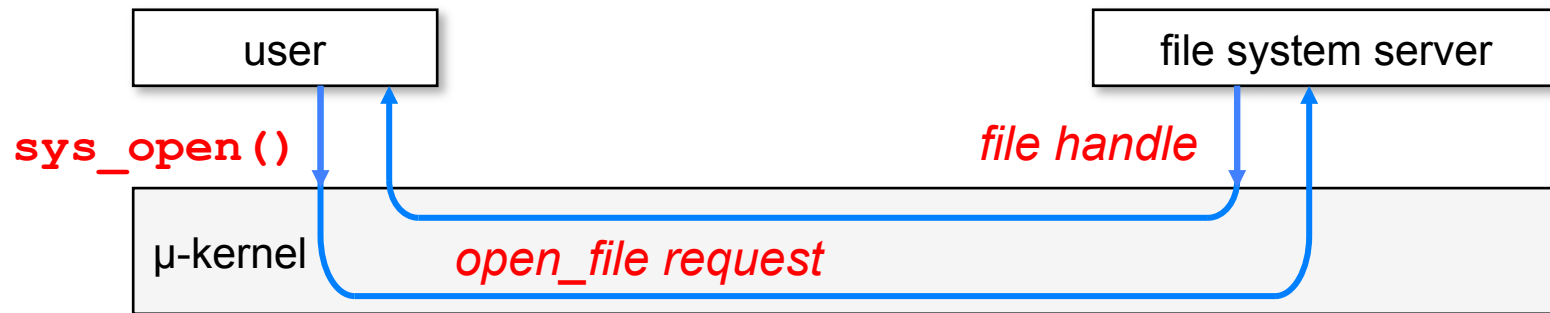 user
file system server
sys_open()
file handle
µ-kernel
open_file request